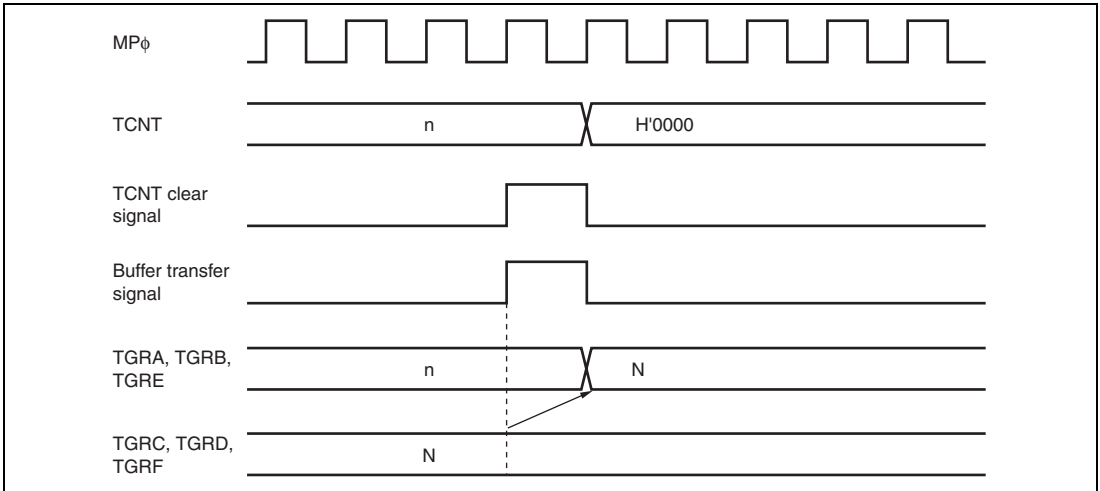 MPϕ
TCNT
n
H'0000
TCNT clear
signal
Buffer transfer
signal
TGRA, TGRB,
TGRE
n
N
TGRC, TGRD,
TGRF
N